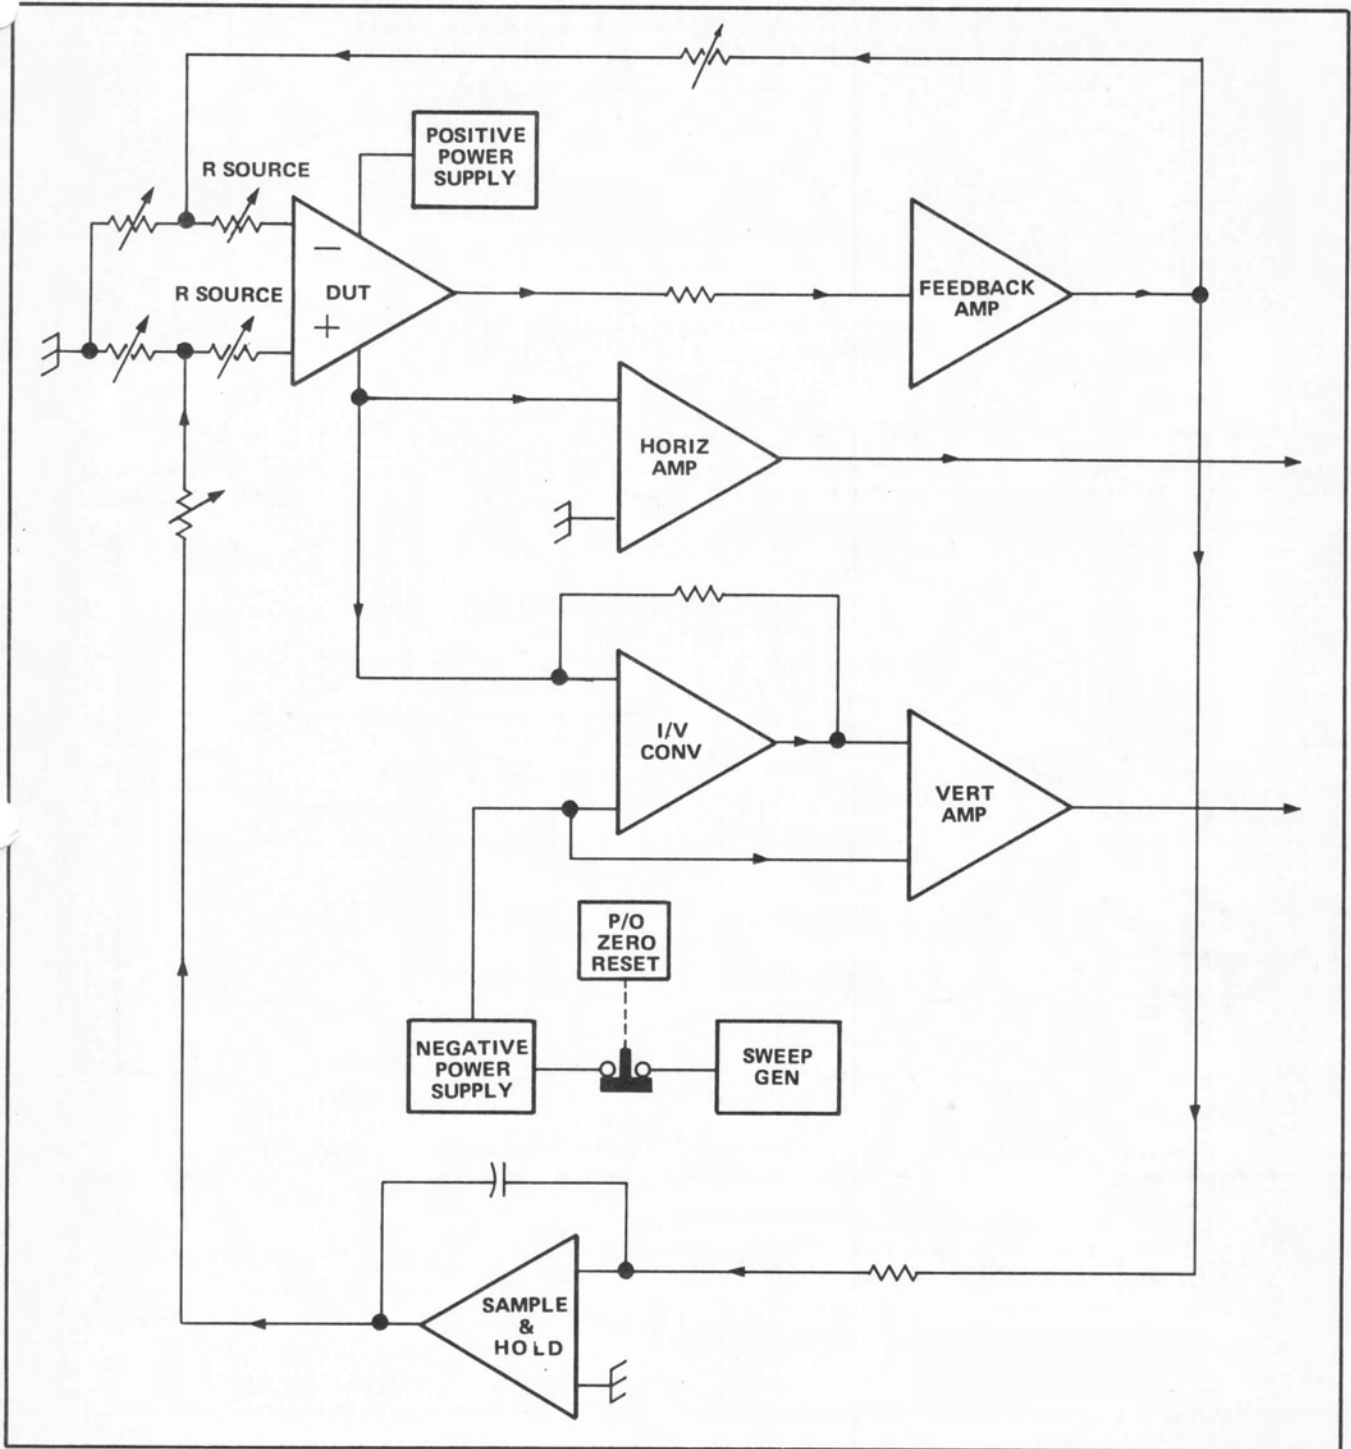 POSITIVE
POWER
SUPPLY
R SOURCE
−
DUT
+
R SOURCE
FEEDBACK
AMP
HORIZ
AMP
I/V
CONV
VERT
AMP
P/O
ZERO
RESET
NEGATIVE
POWER
SUPPLY
SWEEP
GEN
SAMPLE
&
HOLD